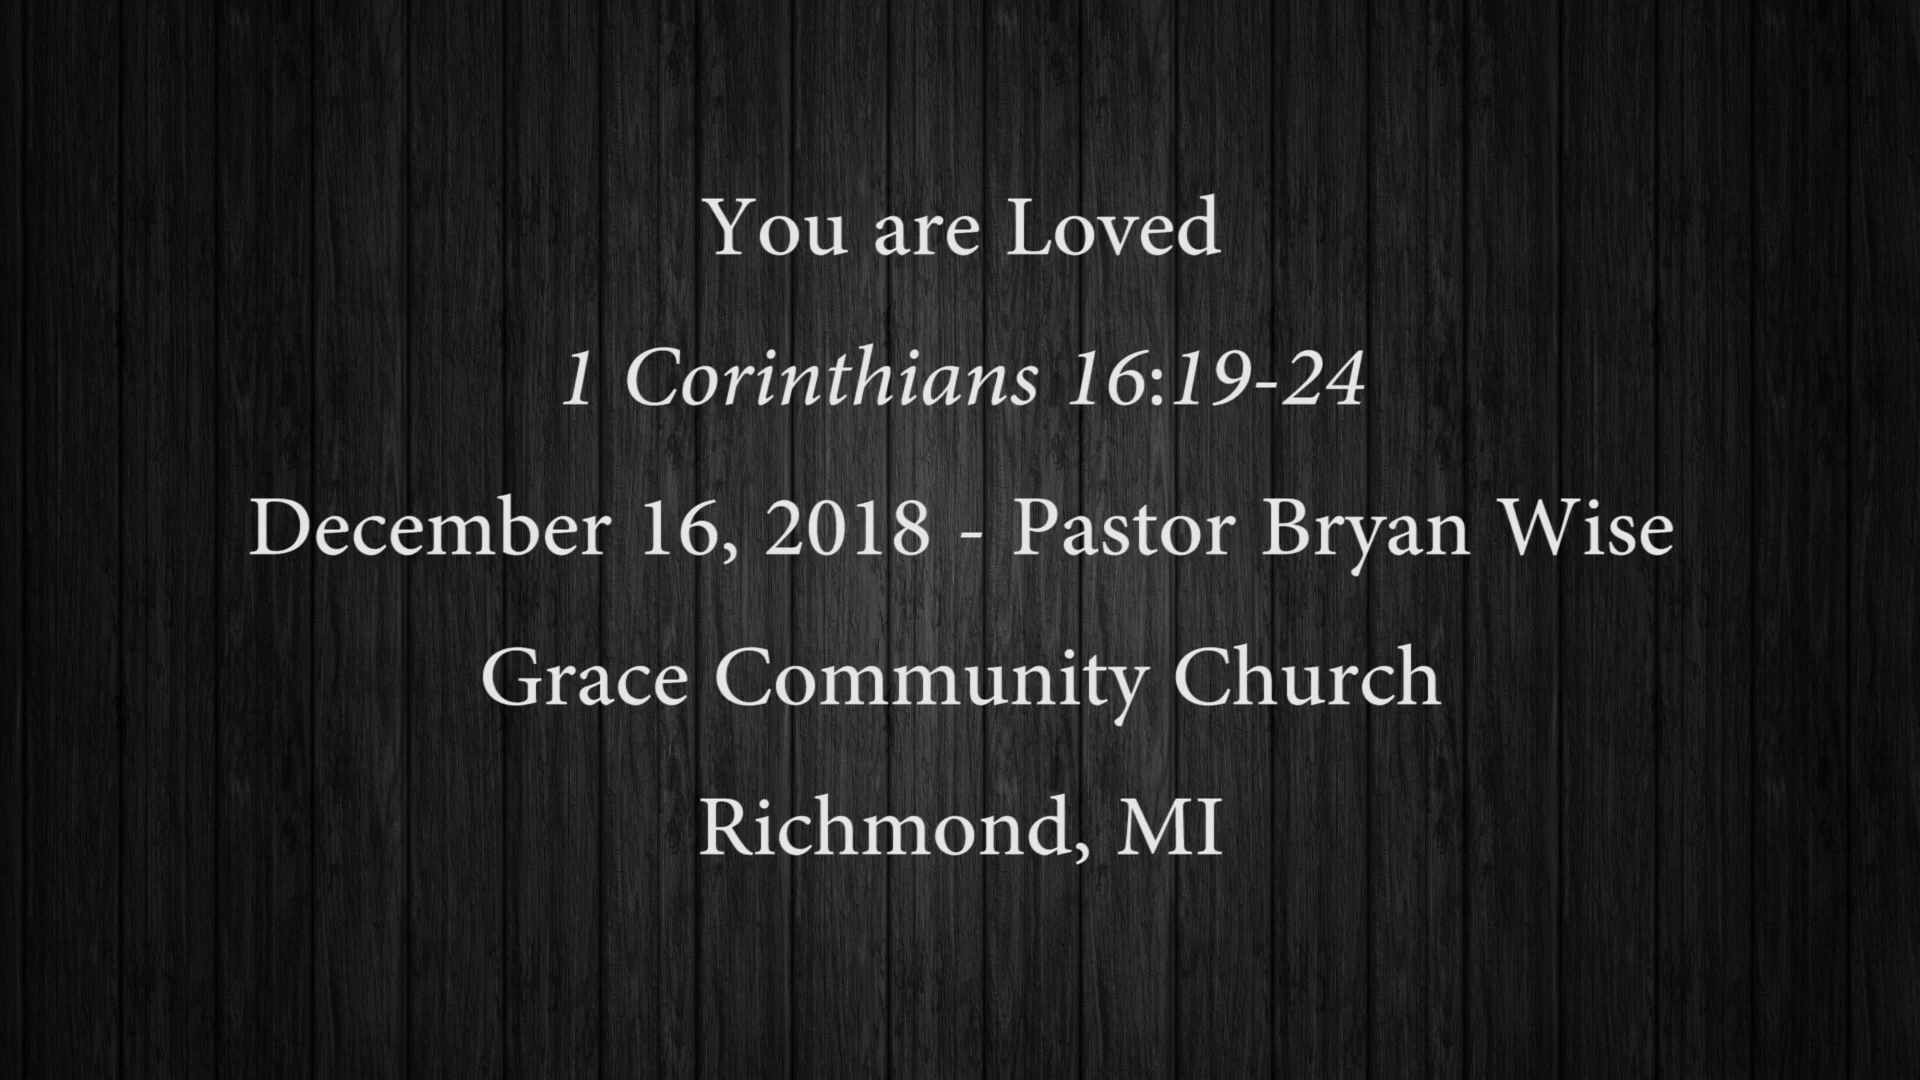 You are Loved
1 Corinthians 16:19-24
December 16, 2018 - Pastor Bryan Wise
Grace Community Church
Richmond, MI